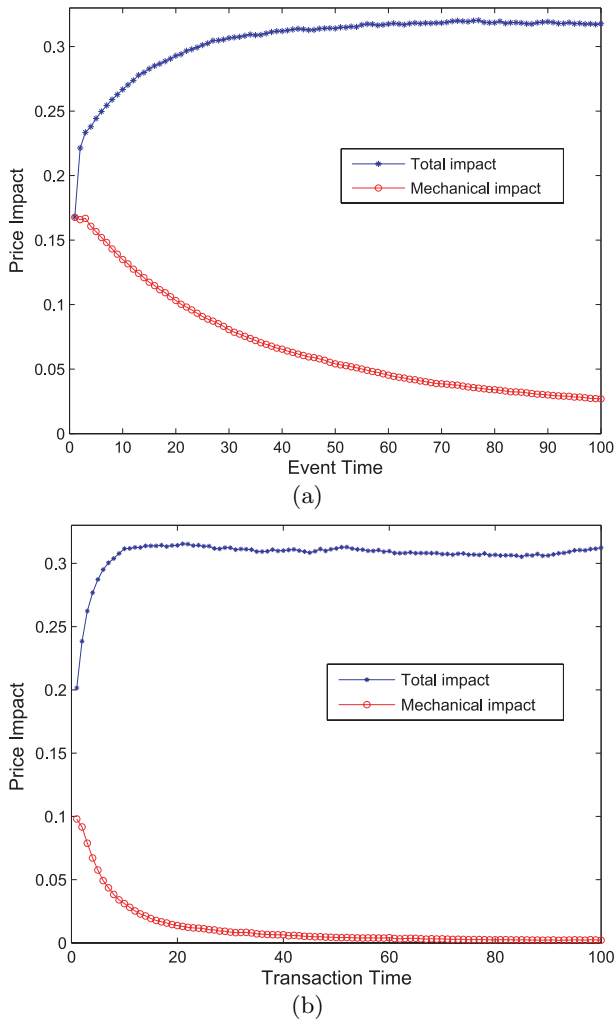 0.3
0.25
0.2
0.15
0.1
0.05
0
Price Impact
Total impact
Mechanical impact
0 10 20 30 40 50 60 70 80 90 100
Event Time
(a)
0.3
0.25
0.2
0.15
0.1
0.05
0
Price Impact
Total impact
Mechanical impact
0 20 40 60 80 100
Transaction Time
(b)